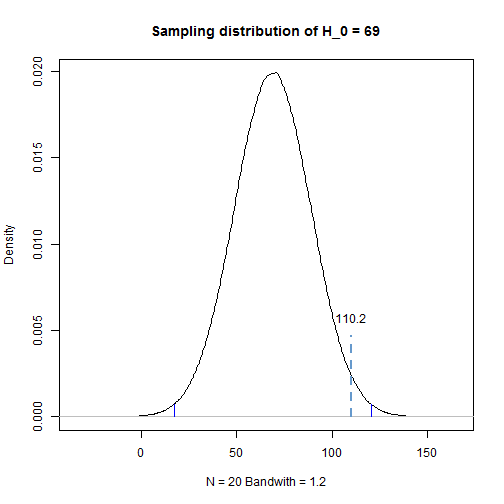 Sampling distribution of H_0 = 69
Density
0.020
0.015
0.010
0.005
0.000
110.2
0 50 100 150
N = 20 Bandwith = 1.2